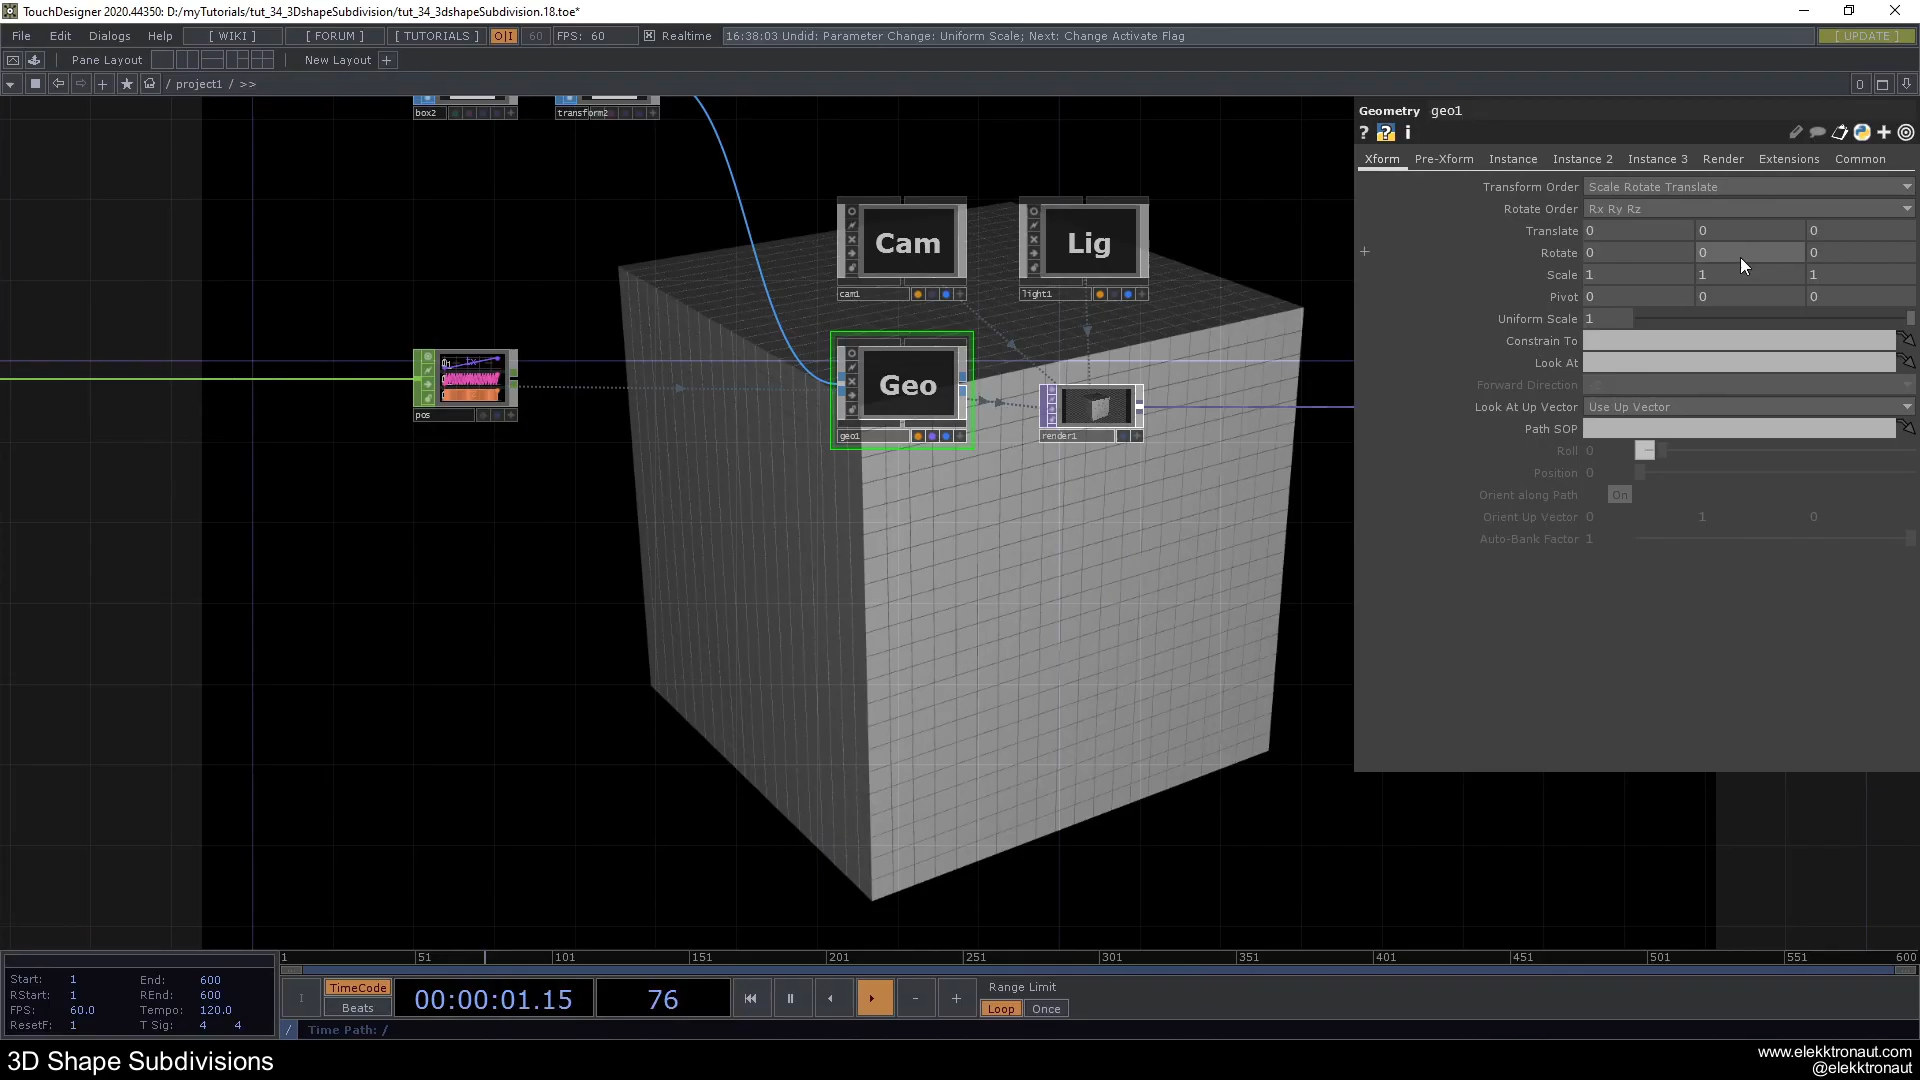 TouchDesigner 2020.44350: D:/myTutorials/tut_34_3DshapeSubdivision/tut_34_3dshapeSubdivision.18.toe*
File Edit Dialogs Help [ WIKI ] [ FORUM ] [ TUTORIALS ] O|I 60 FPS: 60 Realtime 16:38:03 Undid: Parameter Change: Uniform Scale; Next: Change Activate Flag [ UPDATE ]
Pane Layout New Layout +
/ project1 / >> 0
box2 transform2
Geometry geo1
? ? i
Xform Pre-Xform Instance Instance 2 Instance 3 Render Extensions Common
Transform Order Scale Rotate Translate
Rotate Order Rx Ry Rz
Translate 0 0 0
Rotate 0 0 0
Scale 1 1 1
Pivot 0 0 0
Uniform Scale 1
Constrain To
Look At
Forward Direction
Look At Up Vector Use Up Vector
Path SOP
Roll 0
Position 0
Orient along Path On
Orient Up Vector 0 1 0
Auto-Bank Factor 1
Cam
cam1
Lig
light1
Geo
geo1
pos
render1
1 51 101 151 201 251 301 351 401 451 501 551 600
Start: 1 End: 600
RStart: 1 REnd: 600
FPS: 60.0 Tempo: 120.0
ResetF: 1 T Sig: 4 4
I TimeCode
Beats
00:00:01.15 76
- +
Range Limit
Loop Once
/ Time Path: /
3D Shape Subdivisions
www.elekktronaut.com
@elekktronaut